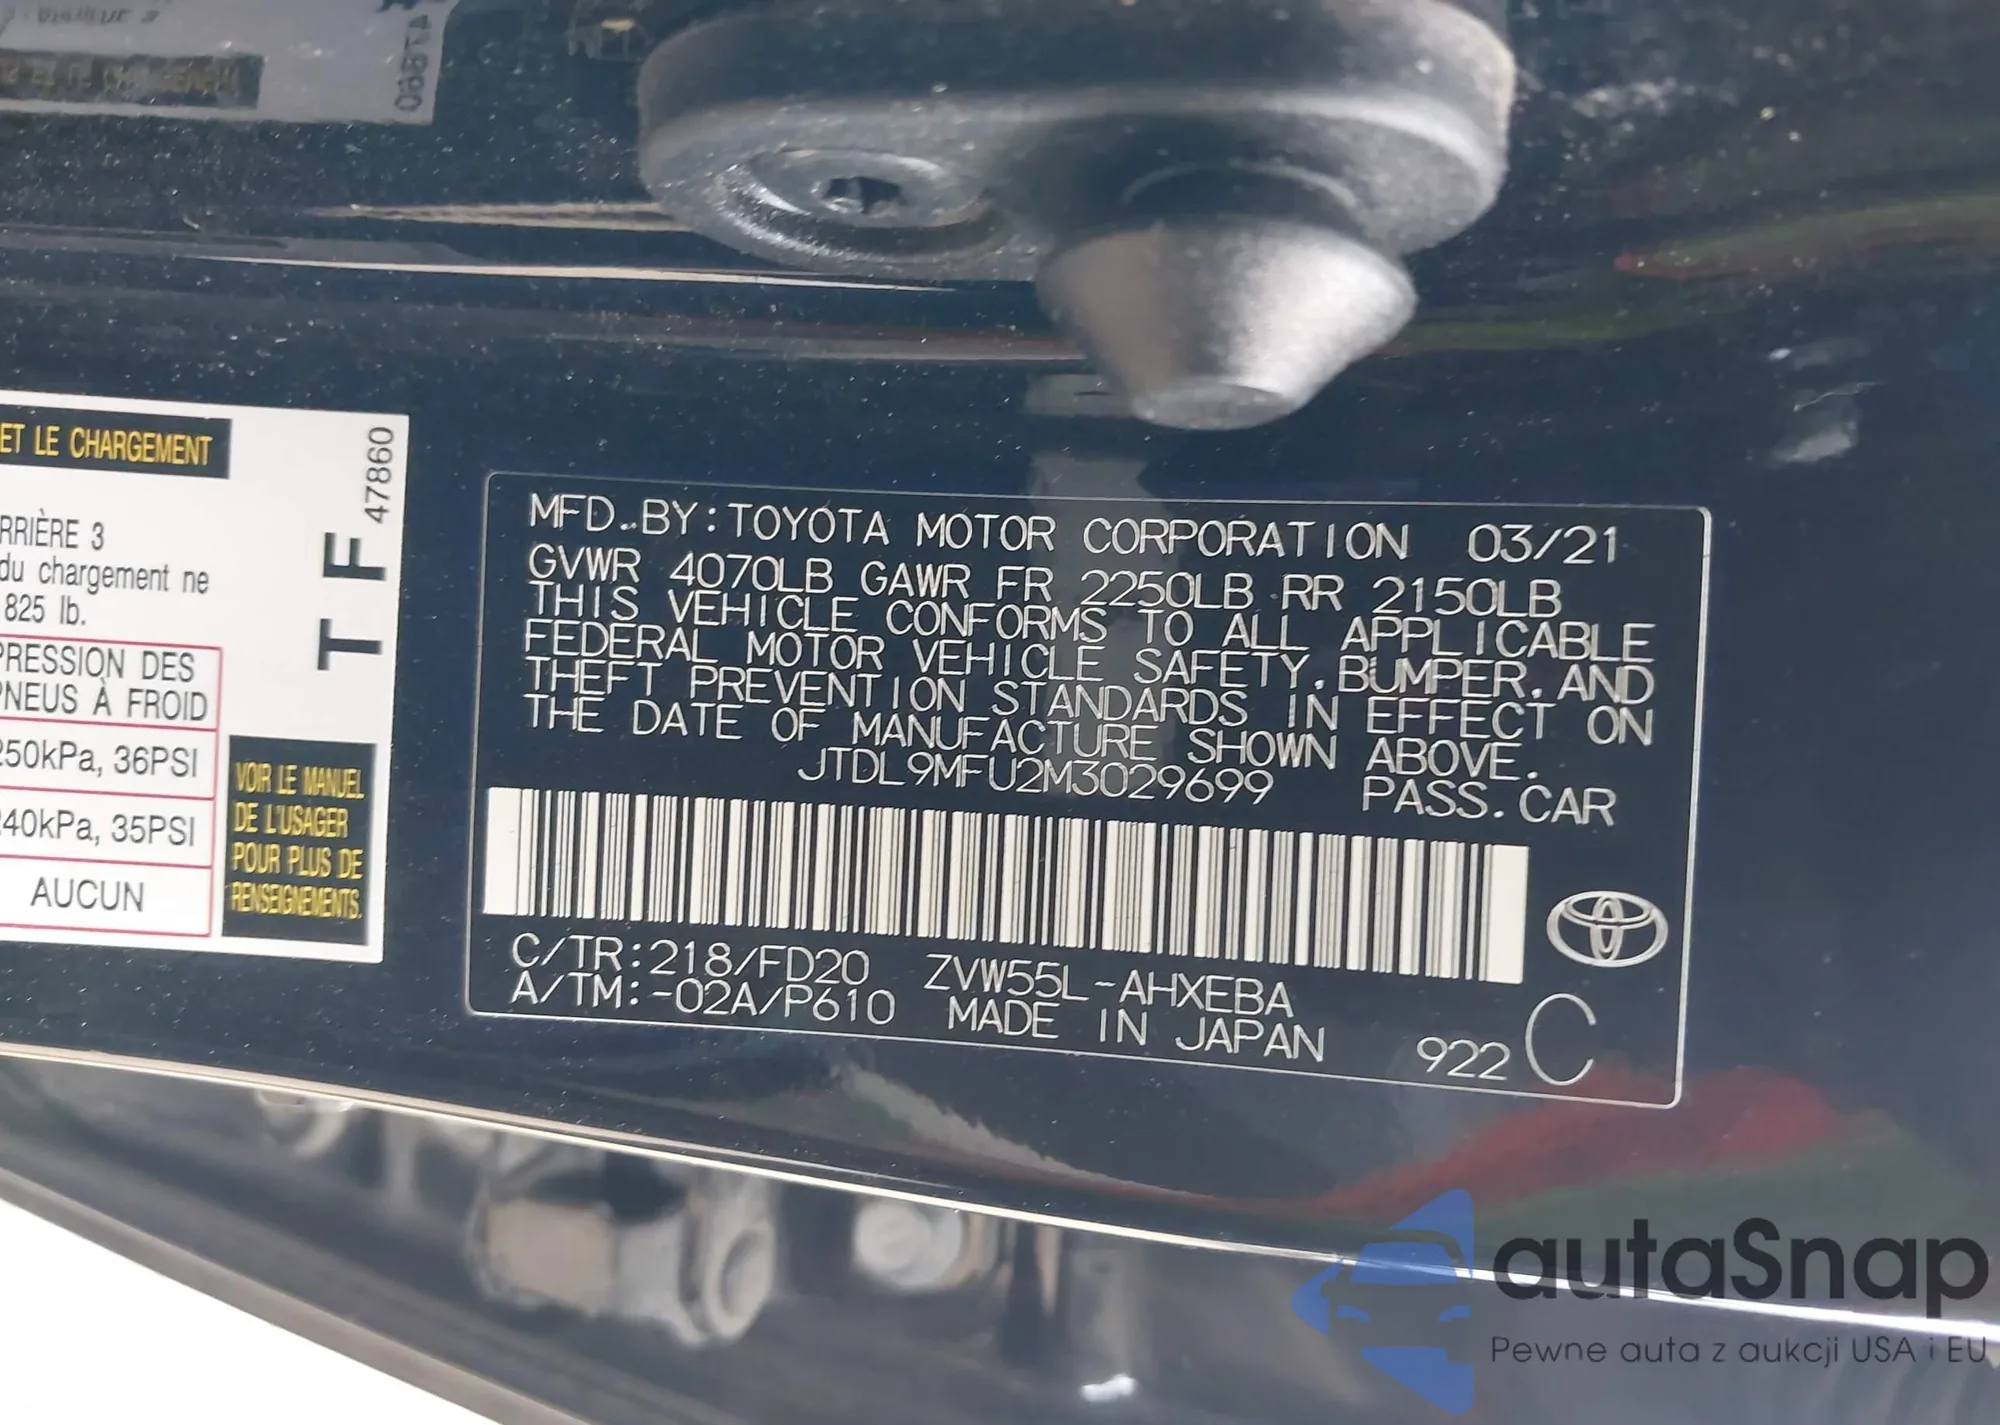 ET LE CHARGEMENT
47860
RRIÈRE 3
du chargement ne
825 lb.
T F
PRESSION DES
PNEUS À FROID
250kPa, 36PSI
240kPa, 35PSI
AUCUN
VOIR LE MANUEL
DE L'USAGER
POUR PLUS DE
RENSEIGNEMENTS.
MFD. BY:TOYOTA MOTOR CORPORATION 03/21
GVWR 4070LB GAWR FR 2250LB RR 2150LB
THIS VEHICLE CONFORMS TO ALL APPLICABLE
FEDERAL MOTOR VEHICLE SAFETY, BUMPER, AND
THEFT PREVENTION STANDARDS IN EFFECT ON
THE DATE OF MANUFACTURE SHOWN ABOVE.
JTDL9MFU2M3029699 PASS.CAR
C/TR:218/FD20 ZVW55L-AHXEBA
A/TM:-02A/P610 MADE IN JAPAN 922 C
autaSnap
Pewne auta z aukcji USA i EU